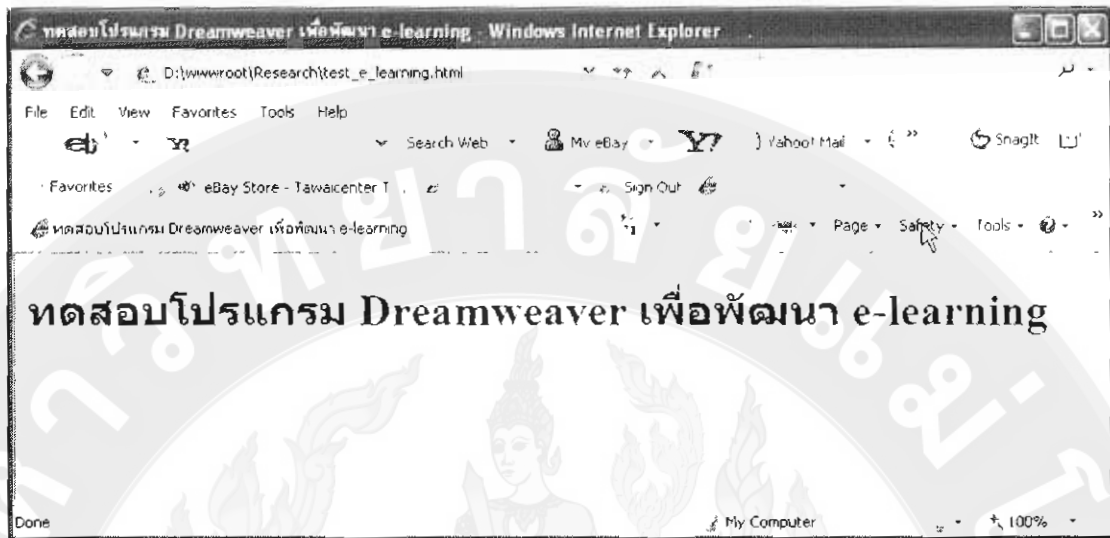 ทดสอบโปรแกรม Dreamweaver เพื่อพัฒนา e-learning - Windows Internet Explorer
D:\wwwroot\Research\test_e_learning.html
File Edit View Favorites Tools Help
eb Y! Search Web My eBay Y? Yahoo! Mail » SnagIt
Favorites eBay Store - Tawaicenter T Sign Out
ทดสอบโปรแกรม Dreamweaver เพื่อพัฒนา e-learning Page Safety Tools »
ทดสอบโปรแกรม Dreamweaver เพื่อพัฒนา e-learning
Done My Computer 100%